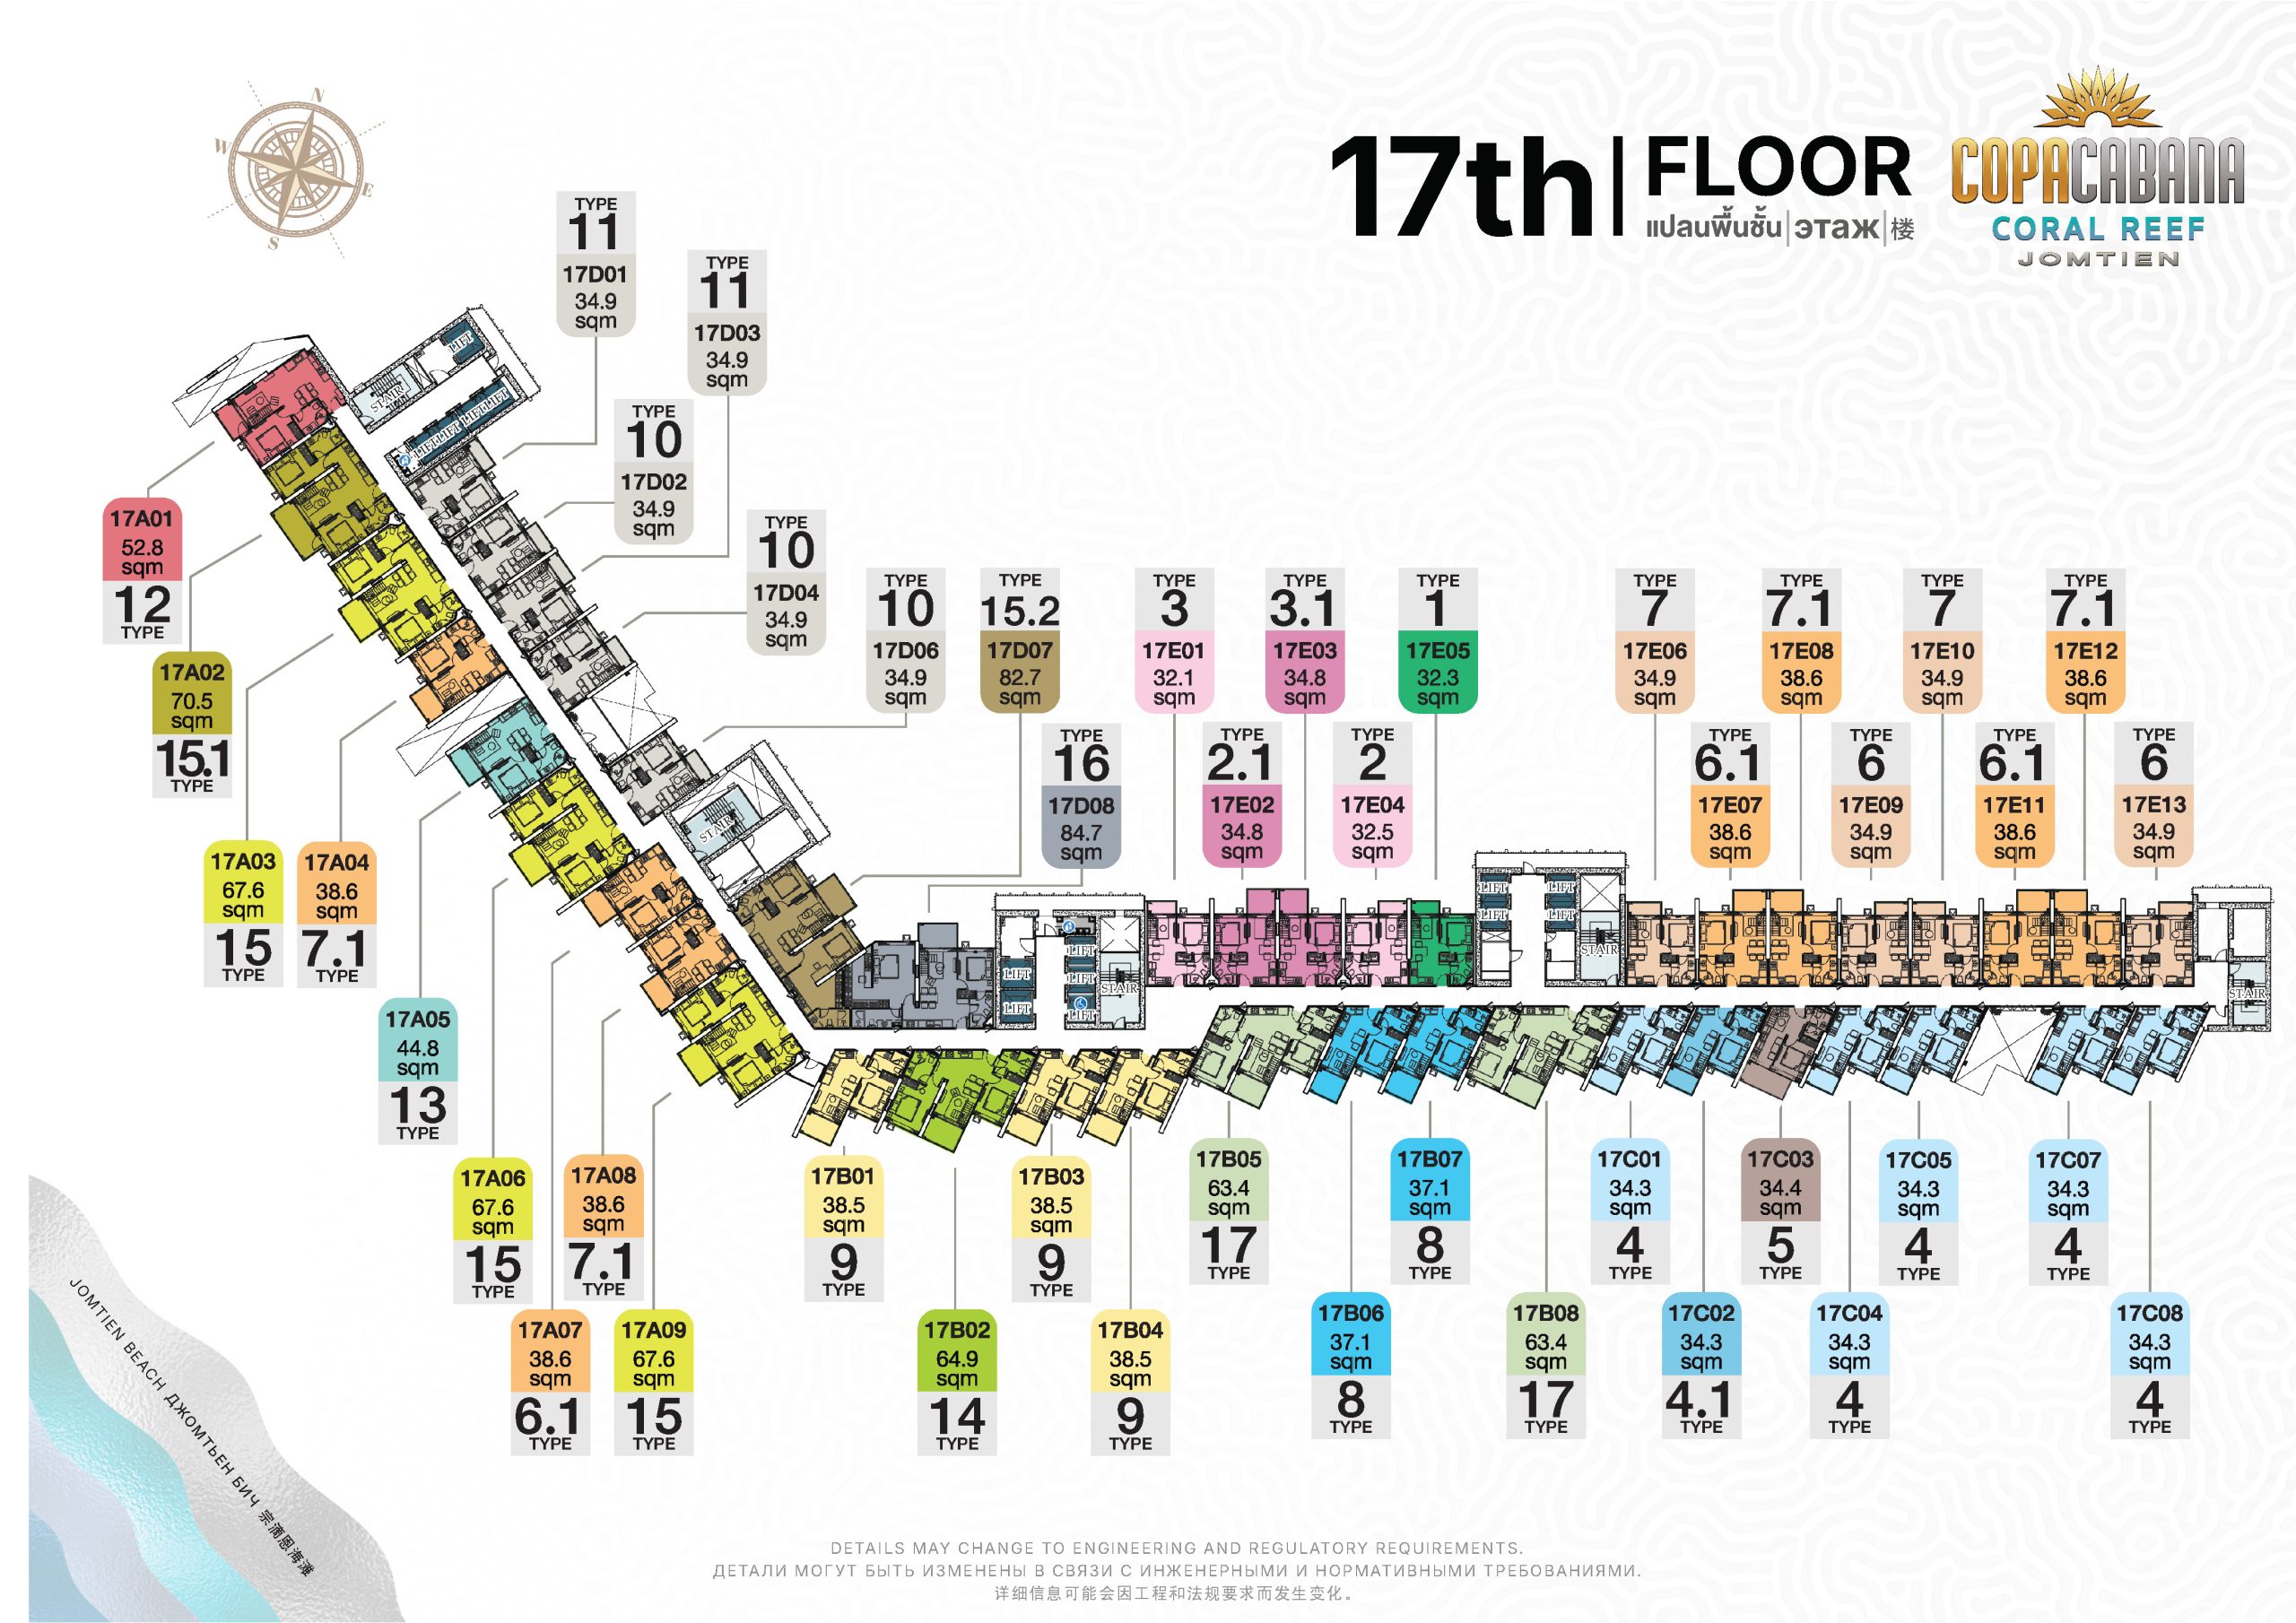 17th
FLOOR
แปลนพื้นชั้น|этаж|楼
COPACABANA
CORAL REEF
JOMTIEN
N
W
E
S
TYPE
11
17D01
34.9
sqm
TYPE
11
17D03
34.9
sqm
TYPE
10
17D02
34.9
sqm
TYPE
10
17D04
34.9
sqm
TYPE
10
17D06
34.9
sqm
TYPE
15.2
17D07
82.7
sqm
TYPE
16
17D08
84.7
sqm
TYPE
3
17E01
32.1
sqm
TYPE
2.1
17E02
34.8
sqm
TYPE
3.1
17E03
34.8
sqm
TYPE
2
17E04
32.5
sqm
TYPE
1
17E05
32.3
sqm
TYPE
7
17E06
34.9
sqm
TYPE
6.1
17E07
38.6
sqm
TYPE
7.1
17E08
38.6
sqm
TYPE
6
17E09
34.9
sqm
TYPE
7
17E10
34.9
sqm
TYPE
6.1
17E11
38.6
sqm
TYPE
7.1
17E12
38.6
sqm
TYPE
6
17E13
34.9
sqm
LIFT
STAIR
LIFT LIFT LIFT LIFT
STAIR
LIFT
LIFT
LIFT
LIFT
LIFT
STAIR
LIFT
LIFT
LIFT
LIFT
STAIR
STAIR
17A01
52.8
sqm
12
TYPE
17A02
70.5
sqm
15.1
TYPE
17A03
67.6
sqm
15
TYPE
17A04
38.6
sqm
7.1
TYPE
17A05
44.8
sqm
13
TYPE
17A06
67.6
sqm
15
TYPE
17A07
38.6
sqm
6.1
TYPE
17A08
38.6
sqm
7.1
TYPE
17A09
67.6
sqm
15
TYPE
17B01
38.5
sqm
9
TYPE
17B02
64.9
sqm
14
TYPE
17B03
38.5
sqm
9
TYPE
17B04
38.5
sqm
9
TYPE
17B05
63.4
sqm
17
TYPE
17B06
37.1
sqm
8
TYPE
17B07
37.1
sqm
8
TYPE
17B08
63.4
sqm
17
TYPE
17C01
34.3
sqm
4
TYPE
17C02
34.3
sqm
4.1
TYPE
17C03
34.4
sqm
5
TYPE
17C04
34.3
sqm
4
TYPE
17C05
34.3
sqm
4
TYPE
17C07
34.3
sqm
4
TYPE
17C08
34.3
sqm
4
TYPE
JOMTIEN BEACH ДЖОМТЬЕН БИЧ 宗滴恩海滩
DETAILS MAY CHANGE TO ENGINEERING AND REGULATORY REQUIREMENTS.
ДЕТАЛИ МОГУТ БЫТЬ ИЗМЕНЕНЫ В СВЯЗИ С ИНЖЕНЕРНЫМИ И НОРМАТИВНЫМИ ТРЕБОВАНИЯМИ.
详细信息可能会因工程和法规要求而发生变化。